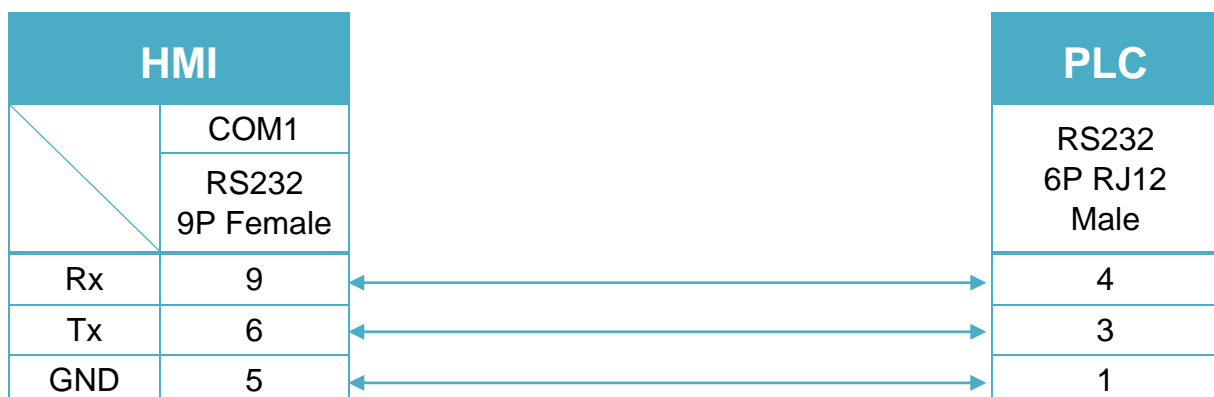 HMI PLC
COM1
RS232
9P Female
RS232
6P RJ12
Male
Rx 9 4
Tx 6 3
GND 5 1